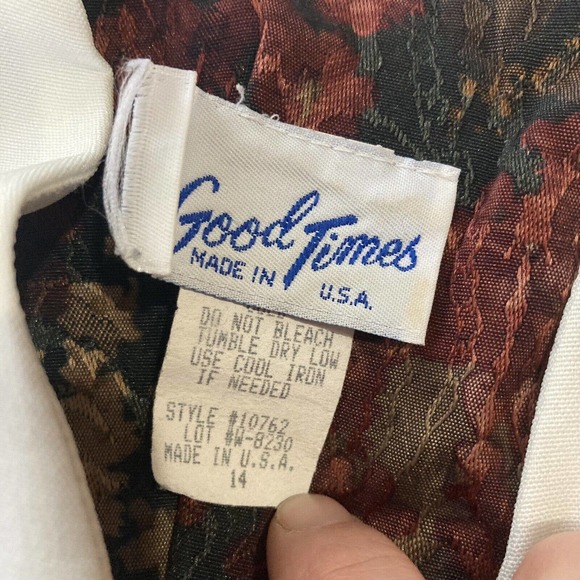 Good Times
MADE IN U.S.A.
DO NOT BLEACH
TUMBLE DRY LOW
USE COOL IRON
IF NEEDED
STYLE #10762
LOT #W-8230
MADE IN U.S.A.
14